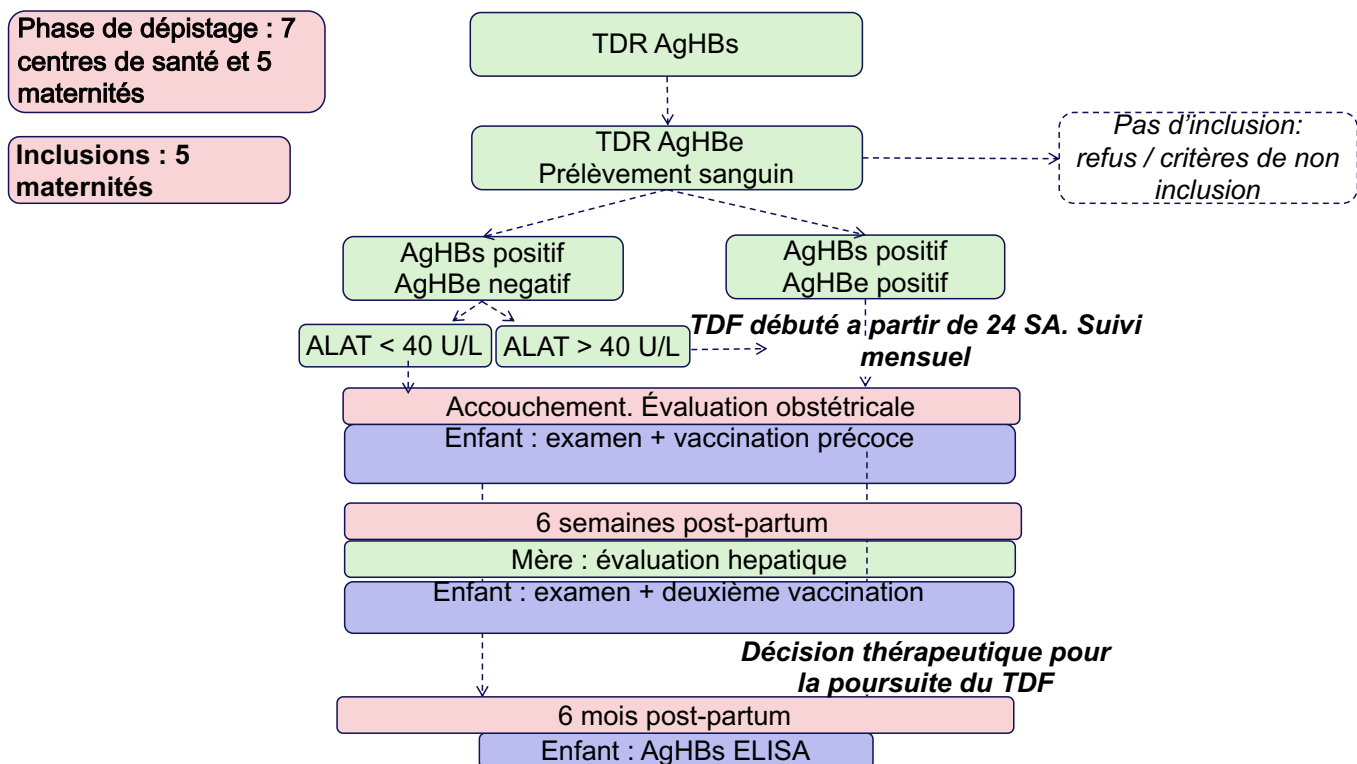 Phase de dépistage : 7
centres de santé et 5
maternités
Inclusions : 5
maternités
TDR AgHBs
TDR AgHBe
Prélèvement sanguin
Pas d’inclusion:
refus / critères de non
inclusion
AgHBs positif
AgHBe negatif
AgHBs positif
AgHBe positif
ALAT < 40 U/L
ALAT > 40 U/L
TDF débuté a partir de 24 SA. Suivi
mensuel
Accouchement. Évaluation obstétricale
Enfant : examen + vaccination précoce
6 semaines post-partum
Mère : évaluation hepatique
Enfant : examen + deuxième vaccination
Décision thérapeutique pour
la poursuite du TDF
6 mois post-partum
Enfant : AgHBs ELISA